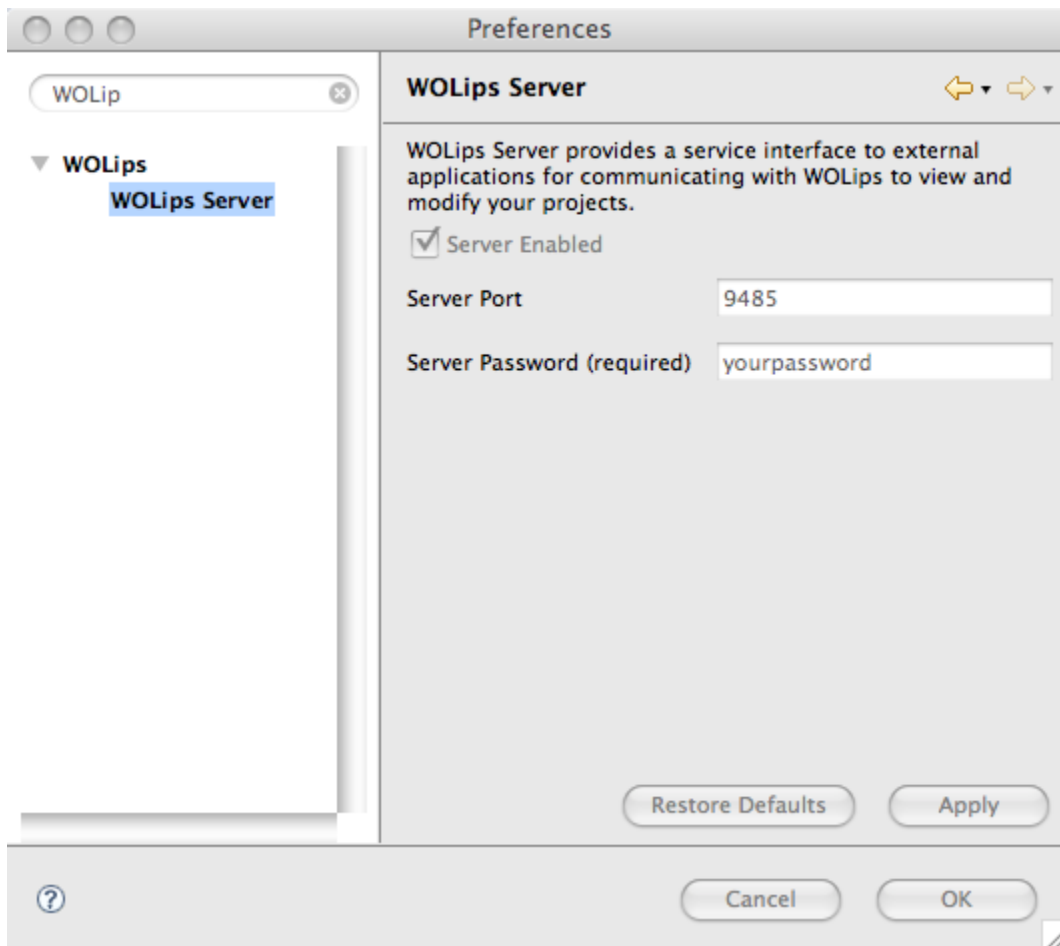 Preferences
WOLip
WOLips
WOLips Server
WOLips Server
WOLips Server provides a service interface to external
applications for communicating with WOLips to view and
modify your projects.
Server Enabled
Server Port
9485
Server Password (required)
yourpassword
Restore Defaults
Apply
?
Cancel
OK